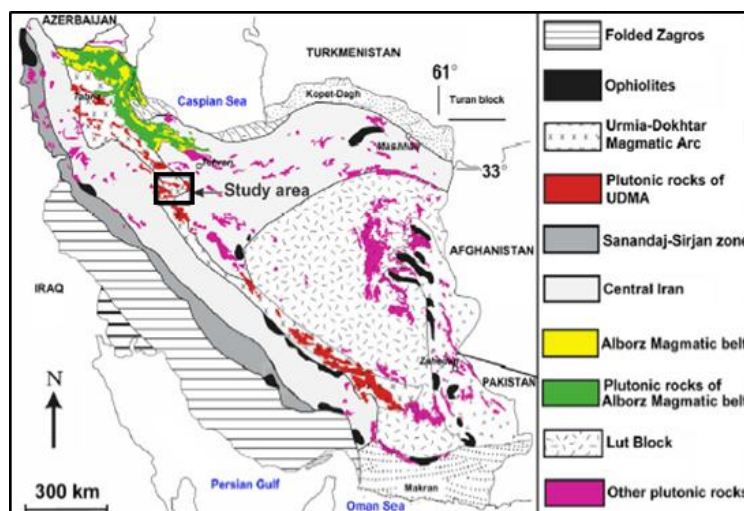 AZERBAIJAN
TURKMENISTAN
61°
Kopet-Dagh
Turan block
Caspian Sea
Tabriz
Mashhad
Tehran
33°
Study area
AFGHANISTAN
IRAQ
Zahedan
PAKISTAN
N
300 km
Persian Gulf
Makran
Oman Sea
Folded Zagros
Ophiolites
Urmia-Dokhtar
Magmatic Arc
Plutonic rocks of
UDMA
Sanandaj-Sirjan zone
Central Iran
Alborz Magmatic belt
Plutonic rocks of
Alborz Magmatic belt
Lut Block
Other plutonic rocks